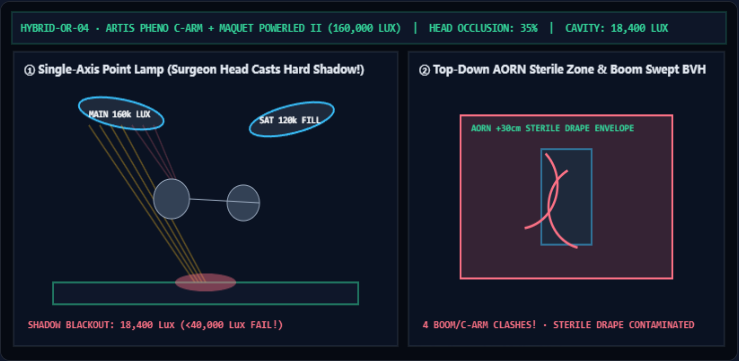 HYBRID-OR-04 · ARTIS PHENO C-ARM + MAQUET POWERLED II (160,000 LUX) | HEAD OCCLUSION: 35% | CAVITY: 18,400 LUX
① Single-Axis Point Lamp (Surgeon Head Casts Hard Shadow!)
MAIN 160k LUX
SAT 120k FILL
SHADOW BLACKOUT: 18,400 Lux (<40,000 Lux FAIL!)
② Top-Down AORN Sterile Zone & Boom Swept BVH
AORN +30cm STERILE DRAPE ENVELOPE
4 BOOM/C-ARM CLASHES! · STERILE DRAPE CONTAMINATED